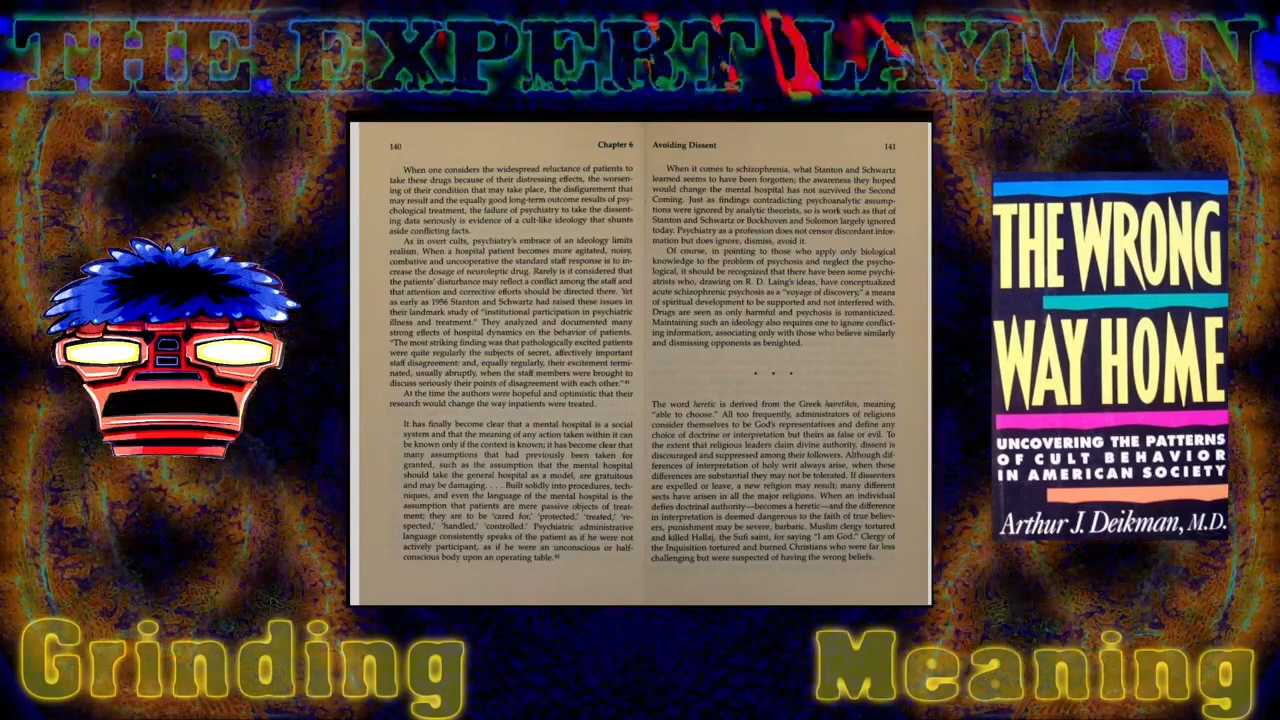 THE EXPERT LAYMAN
140 Chapter 6
When one considers the widespread reluctance of patients to
take these drugs because of their distressing effects, the worsen-
ing of their condition that may take place, the disfigurement that
may result and the equally good long-term outcome results of psy-
chological treatment, the failure of psychiatry to take the dissent-
ing data seriously is evidence of a cult-like ideology that shunts
aside conflicting facts.
As in overt cults, psychiatry's embrace of an ideology limits
realism. When a hospital patient becomes more agitated, noisy,
combative and uncooperative the standard staff response is to in-
crease the dosage of neuroleptic drug. Rarely is it considered that
the patients' disturbance may reflect a conflict among the staff and
that attention and corrective efforts should be directed there. Yet
as early as 1956 Stanton and Schwartz had raised these issues in
their landmark study of "institutional participation in psychiatric
illness and treatment." They analyzed and documented many
strong effects of hospital dynamics on the behavior of patients.
"The most striking finding was that pathologically excited patients
were quite regularly the subjects of secret, affectively important
staff disagreement: and, equally regularly, their excitement termi-
nated, usually abruptly, when the staff members were brought to
discuss seriously their points of disagreement with each other."⁴¹
At the time the authors were hopeful and optimistic that their
research would change the way inpatients were treated.
It has finally become clear that a mental hospital is a social
system and that the meaning of any action taken within it can
be known only if the context is known; it has become clear that
many assumptions that had previously been taken for
granted, such as the assumption that the mental hospital
should take the general hospital as a model, are gratuitous
and may be damaging. . . . Built solidly into procedures, tech-
niques, and even the language of the mental hospital is the
assumption that patients are mere passive objects of treat-
ment; they are to be 'cared for,' 'protected,' 'treated,' 're-
spected,' 'handled,' 'controlled.' Psychiatric administrative
language consistently speaks of the patient as if he were not
actively participant, as if he were an unconscious or half-
conscious body upon an operating table.⁴²
Avoiding Dissent 141
When it comes to schizophrenia, what Stanton and Schwartz
learned seems to have been forgotten; the awareness they hoped
would change the mental hospital has not survived the Second
Coming. Just as findings contradicting psychoanalytic assump-
tions were ignored by analytic theorists, so is work such as that of
Stanton and Schwartz or Bockhoven and Solomon largely ignored
today. Psychiatry as a profession does not censor discordant infor-
mation but does ignore, dismiss, avoid it.
Of course, in pointing to those who apply only biological
knowledge to the problem of psychosis and neglect the psycho-
logical, it should be recognized that there have been some psychi-
atrists who, drawing on R. D. Laing's ideas, have conceptualized
acute schizophrenic psychosis as a "voyage of discovery," a means
of spiritual development to be supported and not interfered with.
Drugs are seen as only harmful and psychosis is romanticized.
Maintaining such an ideology also requires one to ignore conflict-
ing information, associating only with those who believe similarly
and dismissing opponents as benighted.
• • •
The word heretic is derived from the Greek hairetikos, meaning
"able to choose." All too frequently, administrators of religions
consider themselves to be God's representatives and define any
choice of doctrine or interpretation but theirs as false or evil. To
the extent that religious leaders claim divine authority, dissent is
discouraged and suppressed among their followers. Although dif-
ferences of interpretation of holy writ always arise, when these
differences are substantial they may not be tolerated. If dissenters
are expelled or leave, a new religion may result; many different
sects have arisen in all the major religions. When an individual
defies doctrinal authority—becomes a heretic—and the difference
in interpretation is deemed dangerous to the faith of true believ-
ers, punishment may be severe, barbaric. Muslim clergy tortured
and killed Hallaj, the Sufi saint, for saying "I am God." Clergy of
the Inquisition tortured and burned Christians who were far less
challenging but were suspected of having the wrong beliefs.
THE WRONG
WAY HOME
UNCOVERING THE PATTERNS
OF CULT BEHAVIOR
IN AMERICAN SOCIETY
Arthur J. Deikman, M.D.
Grinding Meaning